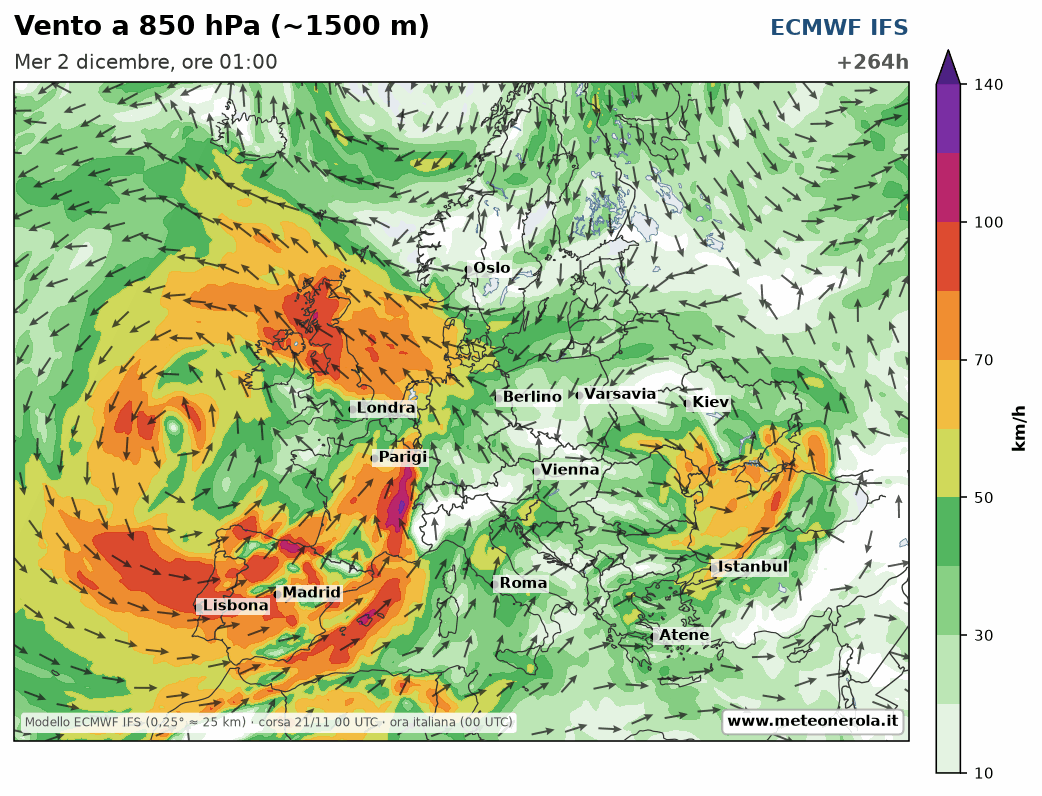 Vento a 850 hPa (~1500 m)
ECMWF IFS
Mer 2 dicembre, ore 01:00
+264h
140
100
70
50
30
10
km/h
Oslo
Londra
Berlino
Varsavia
Kiev
Parigi
Vienna
Istanbul
Roma
Madrid
Lisbona
Atene
Modello ECMWF IFS (0,25° ≈ 25 km) · corsa 21/11 00 UTC · ora italiana (00 UTC)
www.meteonerola.it